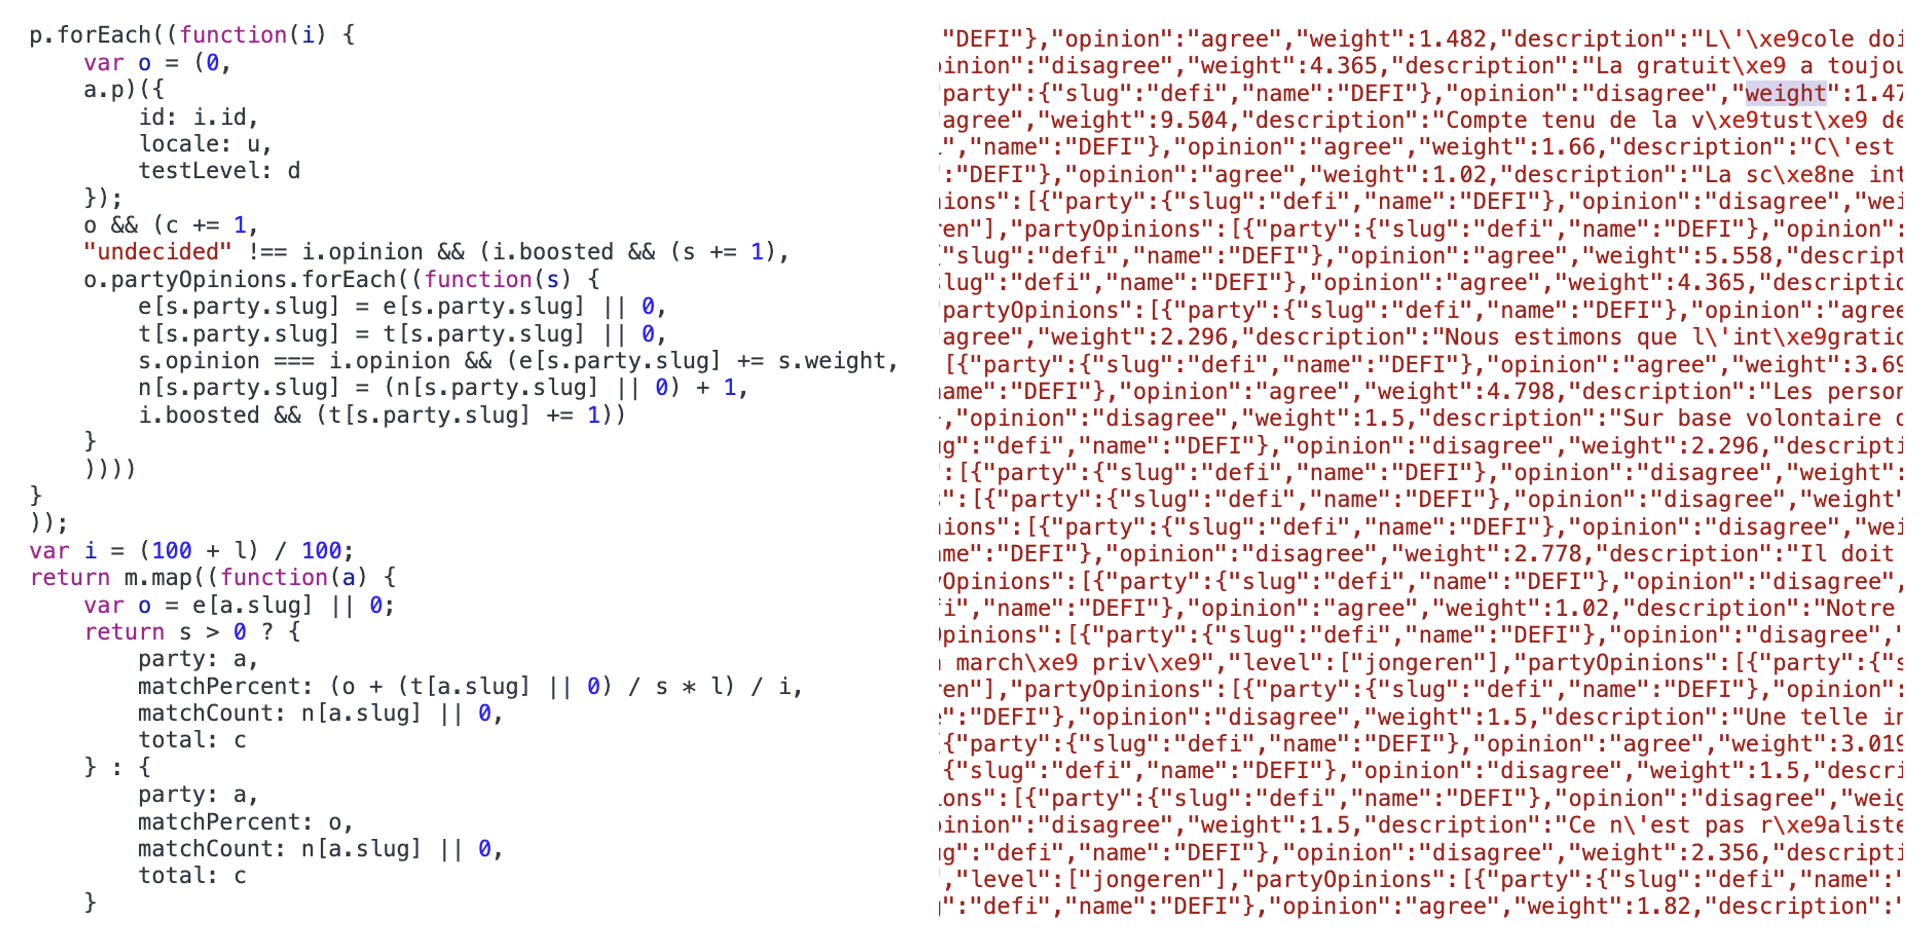 p.forEach((function(i) {
var o = (0,
a.p)({
id: i.id,
locale: u,
testLevel: d
});
o && (c += 1,
"undecided" !== i.opinion && (i.boosted && (s += 1),
o.partyOpinions.forEach((function(s) {
e[s.party.slug] = e[s.party.slug] || 0,
t[s.party.slug] = t[s.party.slug] || 0,
s.opinion === i.opinion && (e[s.party.slug] += s.weight,
n[s.party.slug] = (n[s.party.slug] || 0) + 1,
i.boosted && (t[s.party.slug] += 1))
}
))))
}
));
var i = (100 + l) / 100;
return m.map((function(a) {
var o = e[a.slug] || 0;
return s > 0 ? {
party: a,
matchPercent: (o + (t[a.slug] || 0) / s * l) / i,
matchCount: n[a.slug] || 0,
total: c
} : {
party: a,
matchPercent: o,
matchCount: n[a.slug] || 0,
total: c
}
"DEFI"},"opinion":"agree","weight":1.482,"description":"L\'\xe9cole doi
inion":"disagree","weight":4.365,"description":"La gratuit\xe9 a toujou
party":{"slug":"defi","name":"DEFI"},"opinion":"disagree","weight":1.47
agree","weight":9.504,"description":"Compte tenu de la v\xe9tust\xe9 de
","name":"DEFI"},"opinion":"agree","weight":1.66,"description":"C\'est
:"DEFI"},"opinion":"agree","weight":1.02,"description":"La sc\xe8ne int
ions":[{"party":{"slug":"defi","name":"DEFI"},"opinion":"disagree","wei
ren"],"partyOpinions":[{"party":{"slug":"defi","name":"DEFI"},"opinion":
"slug":"defi","name":"DEFI"},"opinion":"agree","weight":5.558,"descript
lug":"defi","name":"DEFI"},"opinion":"agree","weight":4.365,"descriptio
partyOpinions":[{"party":{"slug":"defi","name":"DEFI"},"opinion":"agree
agree","weight":2.296,"description":"Nous estimons que l\'int\xe9gratio
[{"party":{"slug":"defi","name":"DEFI"},"opinion":"agree","weight":3.69
name":"DEFI"},"opinion":"agree","weight":4.798,"description":"Les person
,"opinion":"disagree","weight":1.5,"description":"Sur base volontaire
g":"defi","name":"DEFI"},"opinion":"disagree","weight":2.296,"descripti
:[{"party":{"slug":"defi","name":"DEFI"},"opinion":"disagree","weight":
":[{"party":{"slug":"defi","name":"DEFI"},"opinion":"disagree","weight"
ions":[{"party":{"slug":"defi","name":"DEFI"},"opinion":"disagree","wei
me":"DEFI"},"opinion":"disagree","weight":2.778,"description":"Il doit
yOpinions":[{"party":{"slug":"defi","name":"DEFI"},"opinion":"disagree",
i","name":"DEFI"},"opinion":"agree","weight":1.02,"description":"Notre
pinions":[{"party":{"slug":"defi","name":"DEFI"},"opinion":"disagree","
march\xe9 priv\xe9","level":["jongeren"],"partyOpinions":[{"party":{"s
ren"],"partyOpinions":[{"party":{"slug":"defi","name":"DEFI"},"opinion":
":"DEFI"},"opinion":"disagree","weight":1.5,"description":"Une telle in
{"party":{"slug":"defi","name":"DEFI"},"opinion":"agree","weight":3.019
{"slug":"defi","name":"DEFI"},"opinion":"disagree","weight":1.5,"descri
ons":[{"party":{"slug":"defi","name":"DEFI"},"opinion":"disagree","weig
inion":"disagree","weight":1.5,"description":"Ce n\'est pas r\xe9aliste
g":"defi","name":"DEFI"},"opinion":"disagree","weight":2.356,"descripti
","level":["jongeren"],"partyOpinions":[{"party":{"slug":"defi","name":"
":"defi","name":"DEFI"},"opinion":"agree","weight":1.82,"description":"